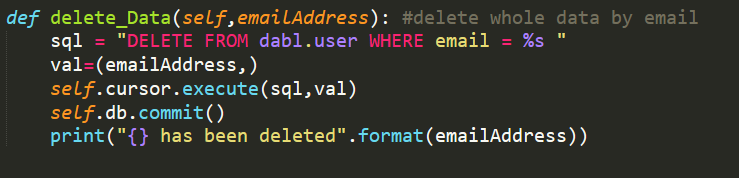 def delete_Data(self,emailAddress): #delete whole data by email
sql = "DELETE FROM dabl.user WHERE email = %s "
val=(emailAddress,)
self.cursor.execute(sql,val)
self.db.commit()
print("{} has been deleted".format(emailAddress))